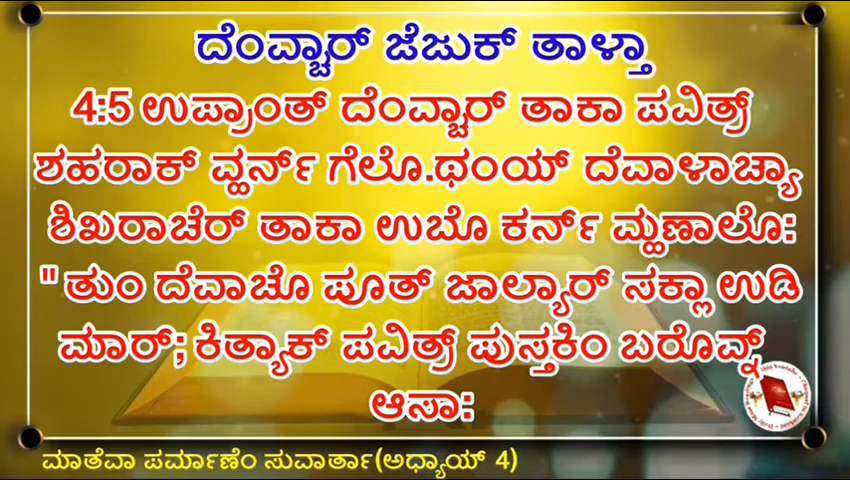 ದೆಂವ್ಚಾರ್ ಜೆಜುಕ್ ತಾಳ್ತಾ
4:5 ಉಪ್ರಾಂತ್ ದೆಂವ್ಚಾರ್ ತಾಕಾ ಪವಿತ್ರ್
ಶಹರಾಕ್ ವ್ಹರ್ನ್ ಗೆಲೊ.ಥಂಯ್ ದೆವಾಳಾಚ್ಯಾ
ಶಿಖರಾಚೆರ್ ತಾಕಾ ಉಬೊ ಕರ್ನ್ ಮ್ಹಣಾಲೊ:
" ತುಂ ದೆವಾಚೊ ಪೂತ್ ಜಾಲ್ಯಾರ್ ಸಕ್ಲಾ ಉಡಿ
ಮಾರ್; ಕಿತ್ಯಾಕ್ ಪವಿತ್ರ್ ಪುಸ್ತಕಿಂ ಬರೊವ್ನ್
ಆಸಾ:
ಮಾತೆವಾ ಪರ್ಮಾಣೆಂ ಸುವಾರ್ತಾ(ಅಧ್ಯಾಯ್ 4)